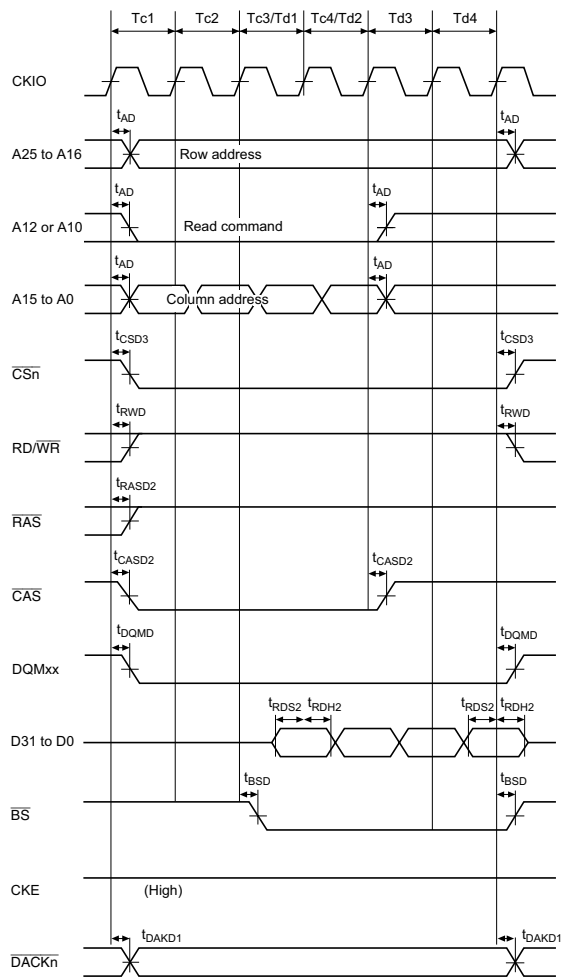 Tc1 Tc2 Tc3/Td1 Tc4/Td2 Td3 Td4
CKIO
tAD tAD
A25 to A16 Row address
tAD tAD
A12 or A10 Read command
tAD tAD
A15 to A0 Column address
tCSD3 tCSD3
CSn
tRWD tRWD
RD/WR
tRASD2
RAS
tCASD2 tCASD2
CAS
tDQMD tDQMD
DQMxx
tRDS2 tRDH2 tRDS2 tRDH2
D31 to D0
tBSD tBSD
BS
CKE (High)
tDAKD1 tDAKD1
DACKn